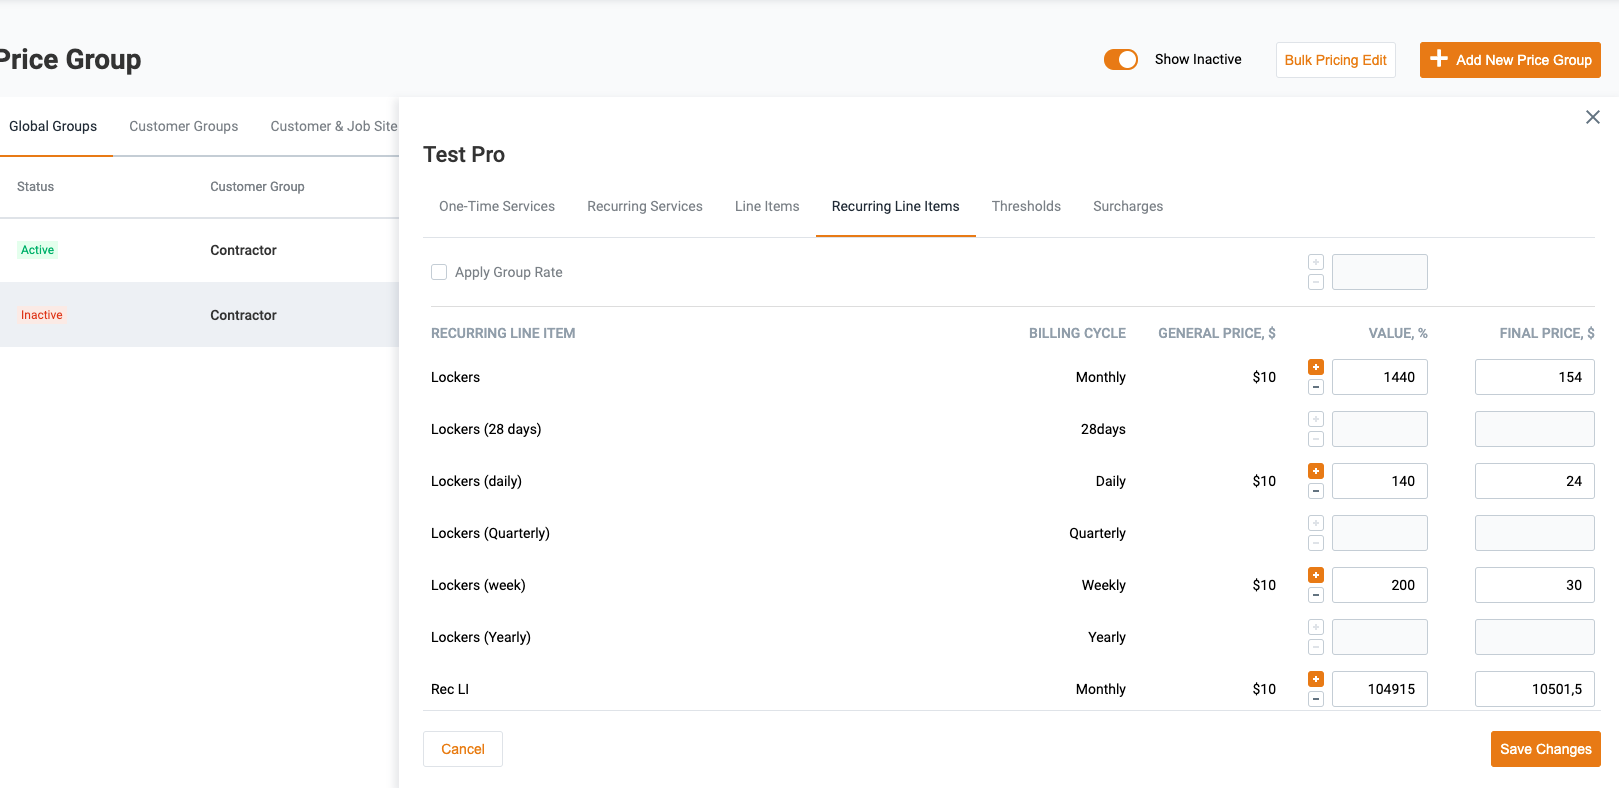 Price Group
Show Inactive
Bulk Pricing Edit
Add New Price Group
Global Groups
Customer Groups
Customer & Job Site
Status
Customer Group
Active
Contractor
Inactive
Contractor
Test Pro
One-Time Services
Recurring Services
Line Items
Recurring Line Items
Thresholds
Surcharges
Apply Group Rate
RECURRING LINE ITEM BILLING CYCLE GENERAL PRICE, $ VALUE, % FINAL PRICE, $
Lockers Monthly $10 1440 154
Lockers (28 days) 28days
Lockers (daily) Daily $10 140 24
Lockers (Quarterly) Quarterly
Lockers (week) Weekly $10 200 30
Lockers (Yearly) Yearly
Rec LI Monthly $10 104915 10501,5
Cancel
Save Changes